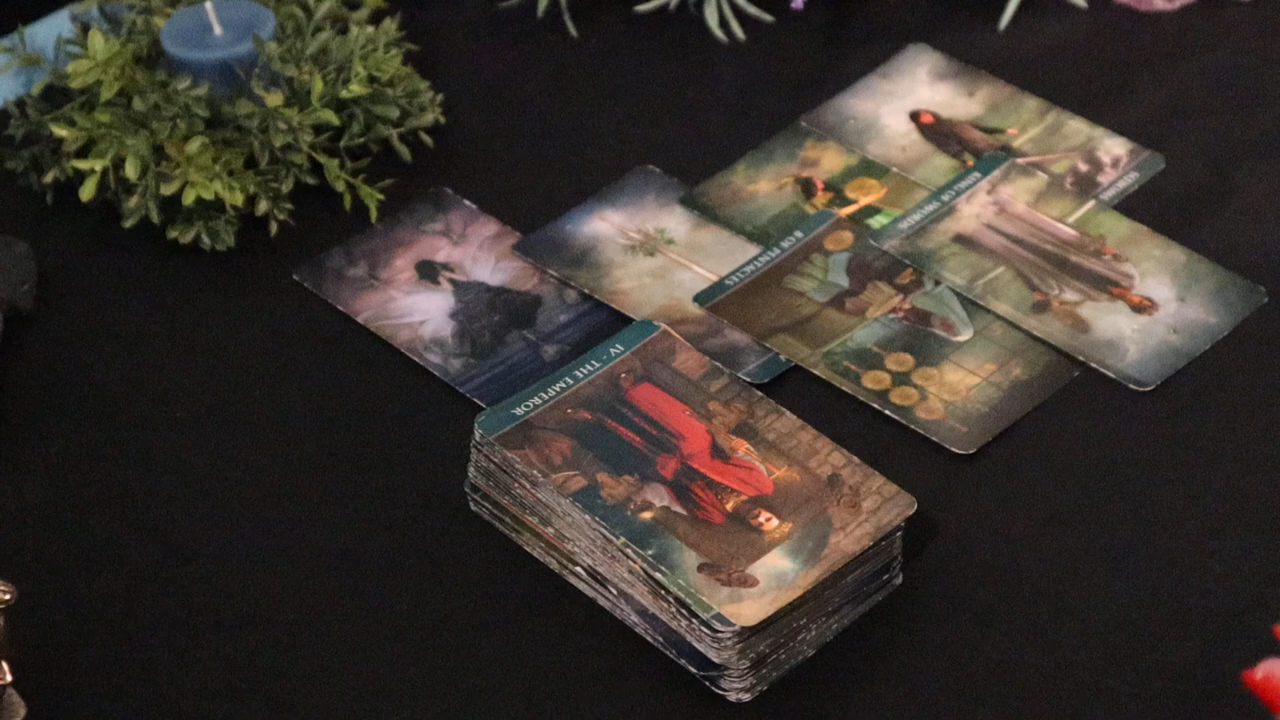 KING OF SWORDS
8 OF PENTACLES
IV - THE EMPEROR